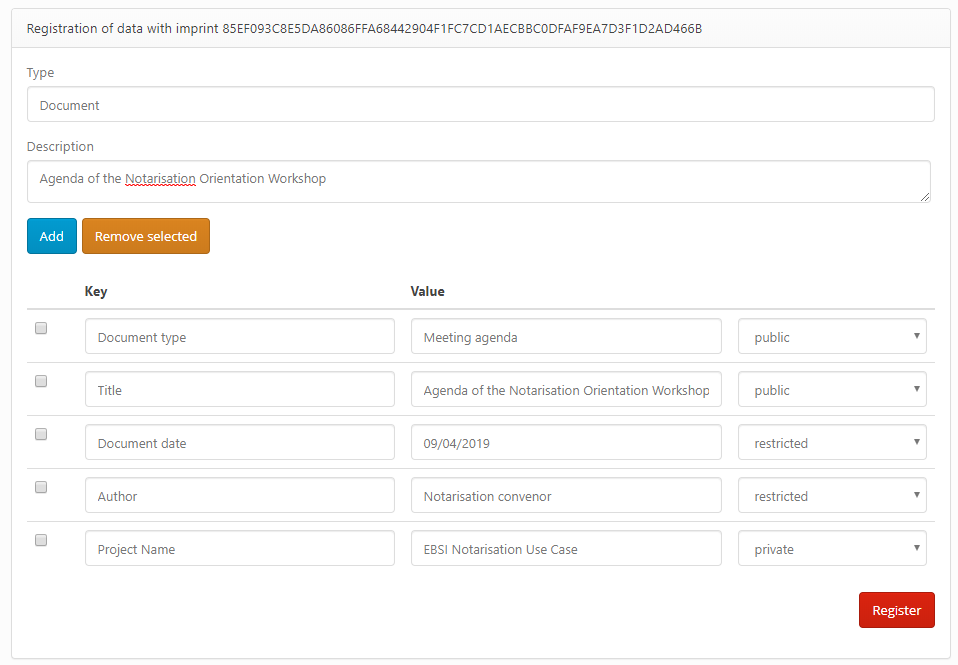 Registration of data with imprint 85EF093C8E5DA86086FFA68442904F1FC7CD1AECBBC0DFAF9EA7D3F1D2AD466B
Type
Document
Description
Agenda of the Notarisation Orientation Workshop
Add Remove selected
Key Value
Document type Meeting agenda public
Title Agenda of the Notarisation Orientation Workshop public
Document date 09/04/2019 restricted
Author Notarisation convenor restricted
Project Name EBSI Notarisation Use Case private
Register